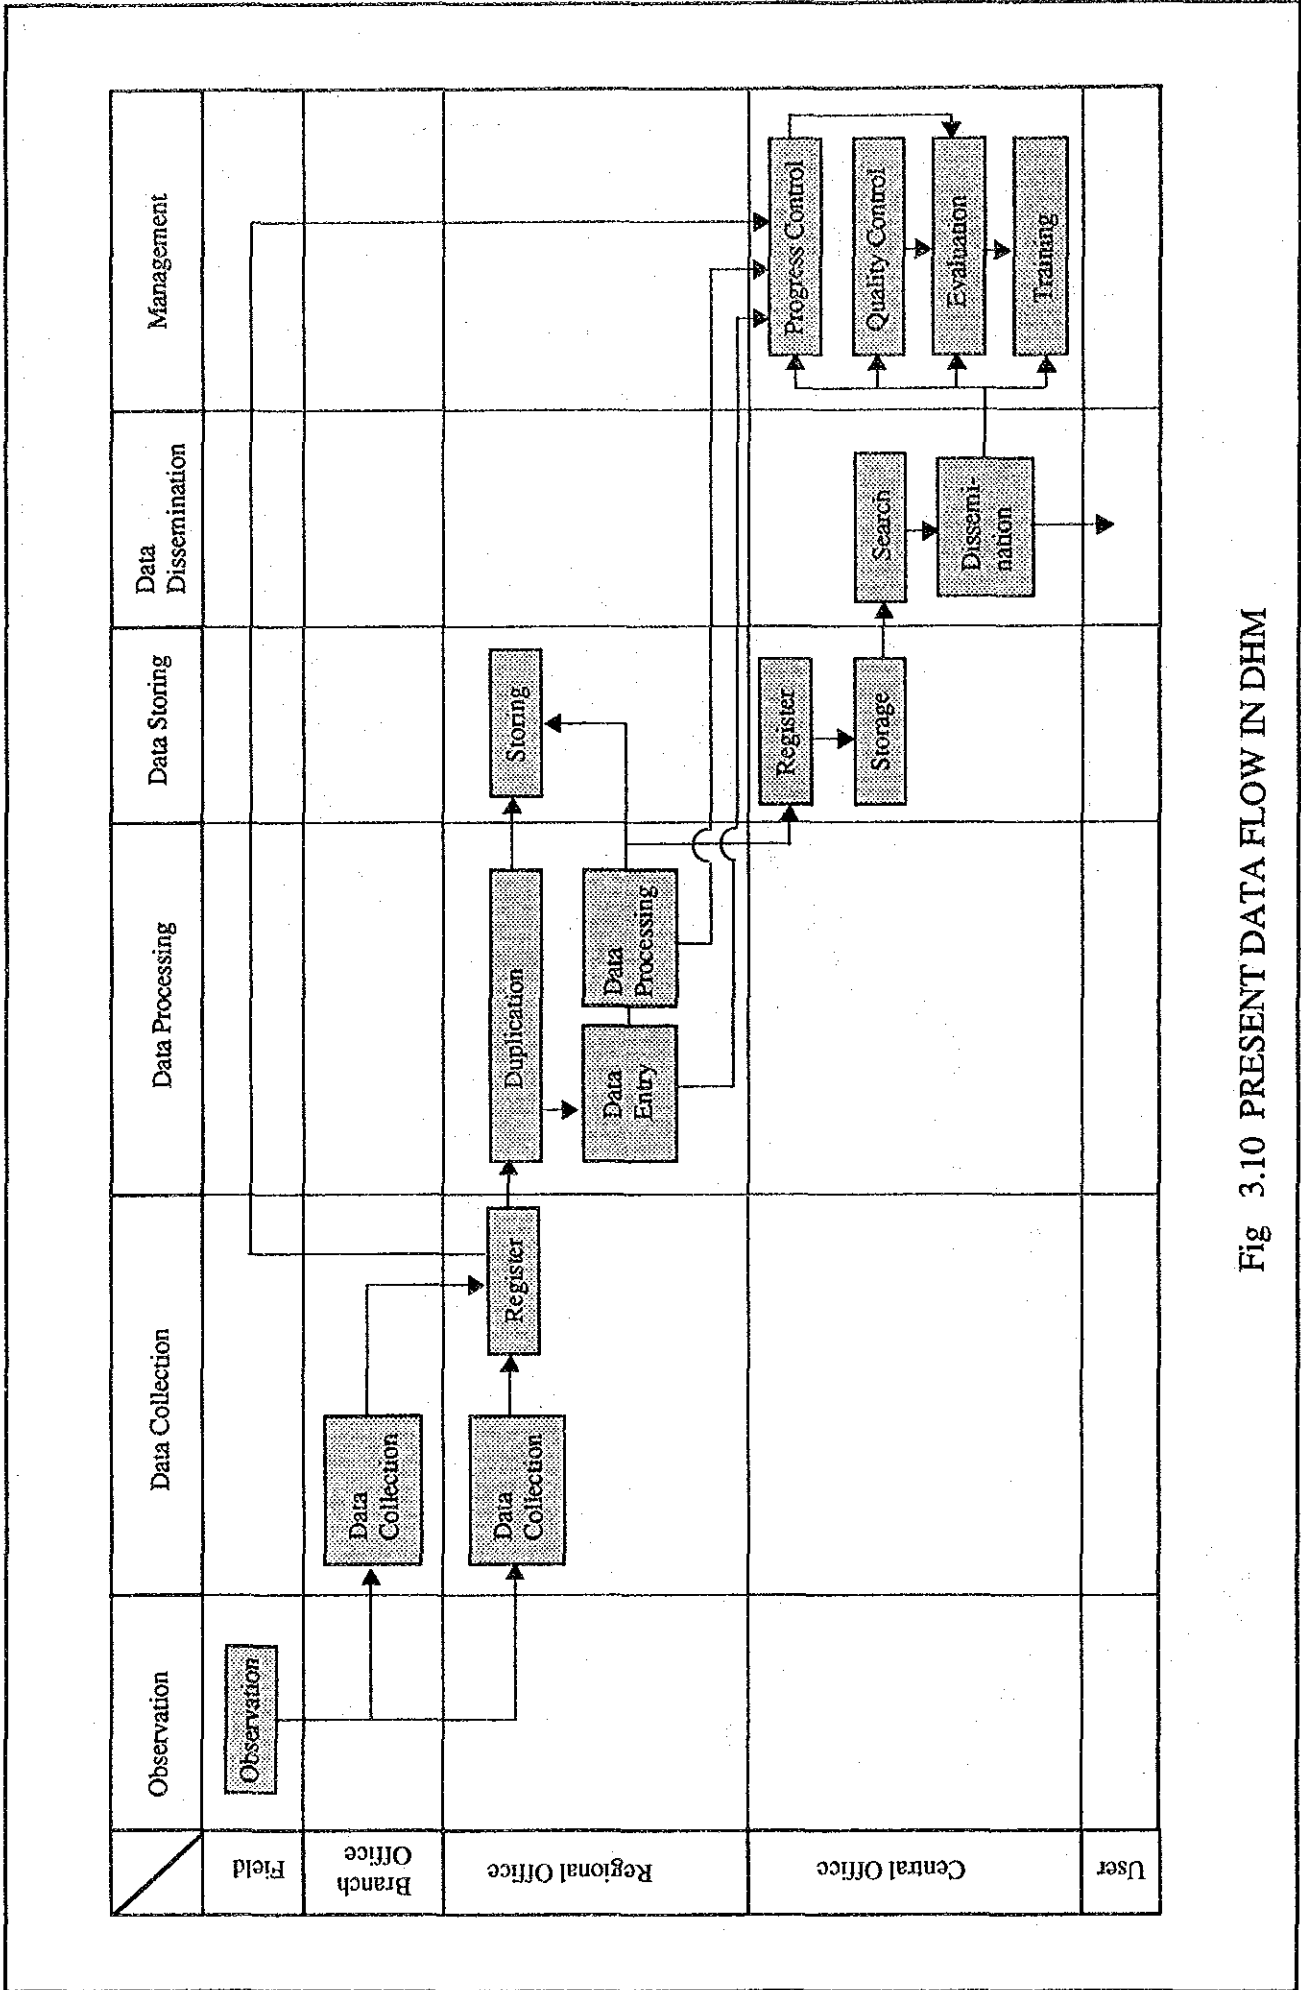 Observation
Data Collection
Data Processing
Data Storing
Data
Dissemination
Management
Field
Observation
Branch
Office
Data
Collection
Regional Office
Data
Collection
Register
Duplication
Storing
Data
Entry
Data
Processing
Central Office
Register
Storage
Search
Dissemi-
nation
Progress Control
Quality Control
Evaluation
Training
User
Fig 3.10 PRESENT DATA FLOW IN DHM